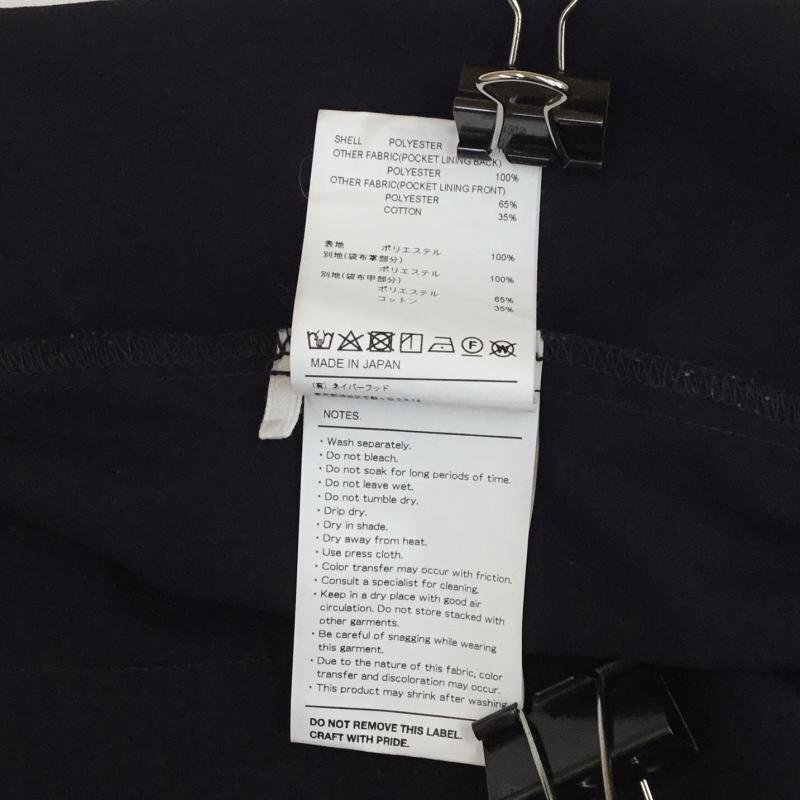 SHELL POLYESTER
OTHER FABRIC(POCKET LINING BACK)
POLYESTER 100%
OTHER FABRIC(POCKET LINING FRONT)
POLYESTER 65%
COTTON 35%
表地 ポリエステル 100%
別地(袋布掌部分)
ポリエステル 100%
別地(袋布甲部分)
ポリエステル 65%
コットン 35%
F
W
MADE IN JAPAN
(有) ネイバーフッド
NOTES.
・Wash separately.
・Do not bleach.
・Do not soak for long periods of time.
・Do not leave wet.
・Do not tumble dry.
・Drip dry.
・Dry in shade.
・Dry away from heat.
・Use press cloth.
・Color transfer may occur with friction.
・Consult a specialist for cleaning.
・Keep in a dry place with good air
circulation. Do not store stacked with
other garments.
・Be careful of snagging while wearing
this garment.
・Due to the nature of this fabric, color
transfer and discoloration may occur.
・This product may shrink after washing.
DO NOT REMOVE THIS LABEL.
CRAFT WITH PRIDE.